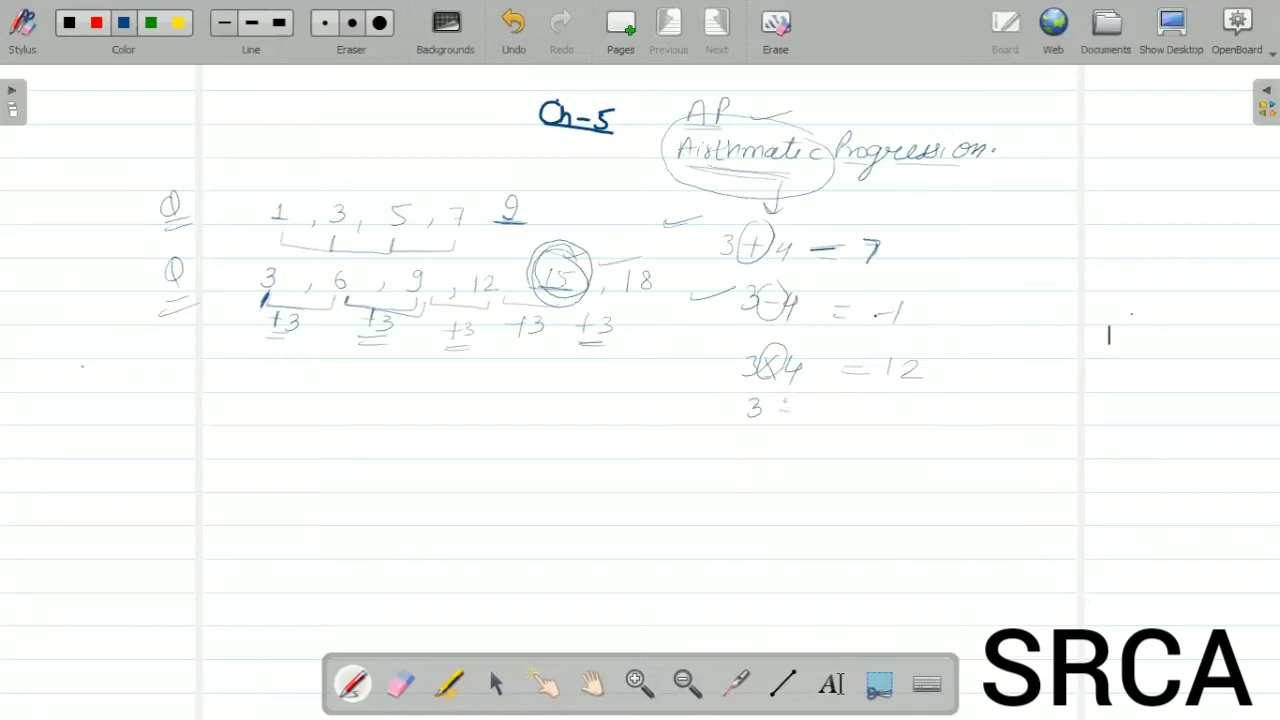 Stylus Color Line Eraser Backgrounds Undo Redo Pages Previous Next Erase Board Web Documents Show Desktop OpenBoard
Ch-5 AP
Airthmatic Progression.
Q 1 , 3 , 5 , 7 9
3 + 4 = 7
Q 3 , 6 , 9 , 12 15 , 18
+3 +3 +3 +3 +3
3 - 4 = -1
3 × 4 = 12
3 ÷
SRCA